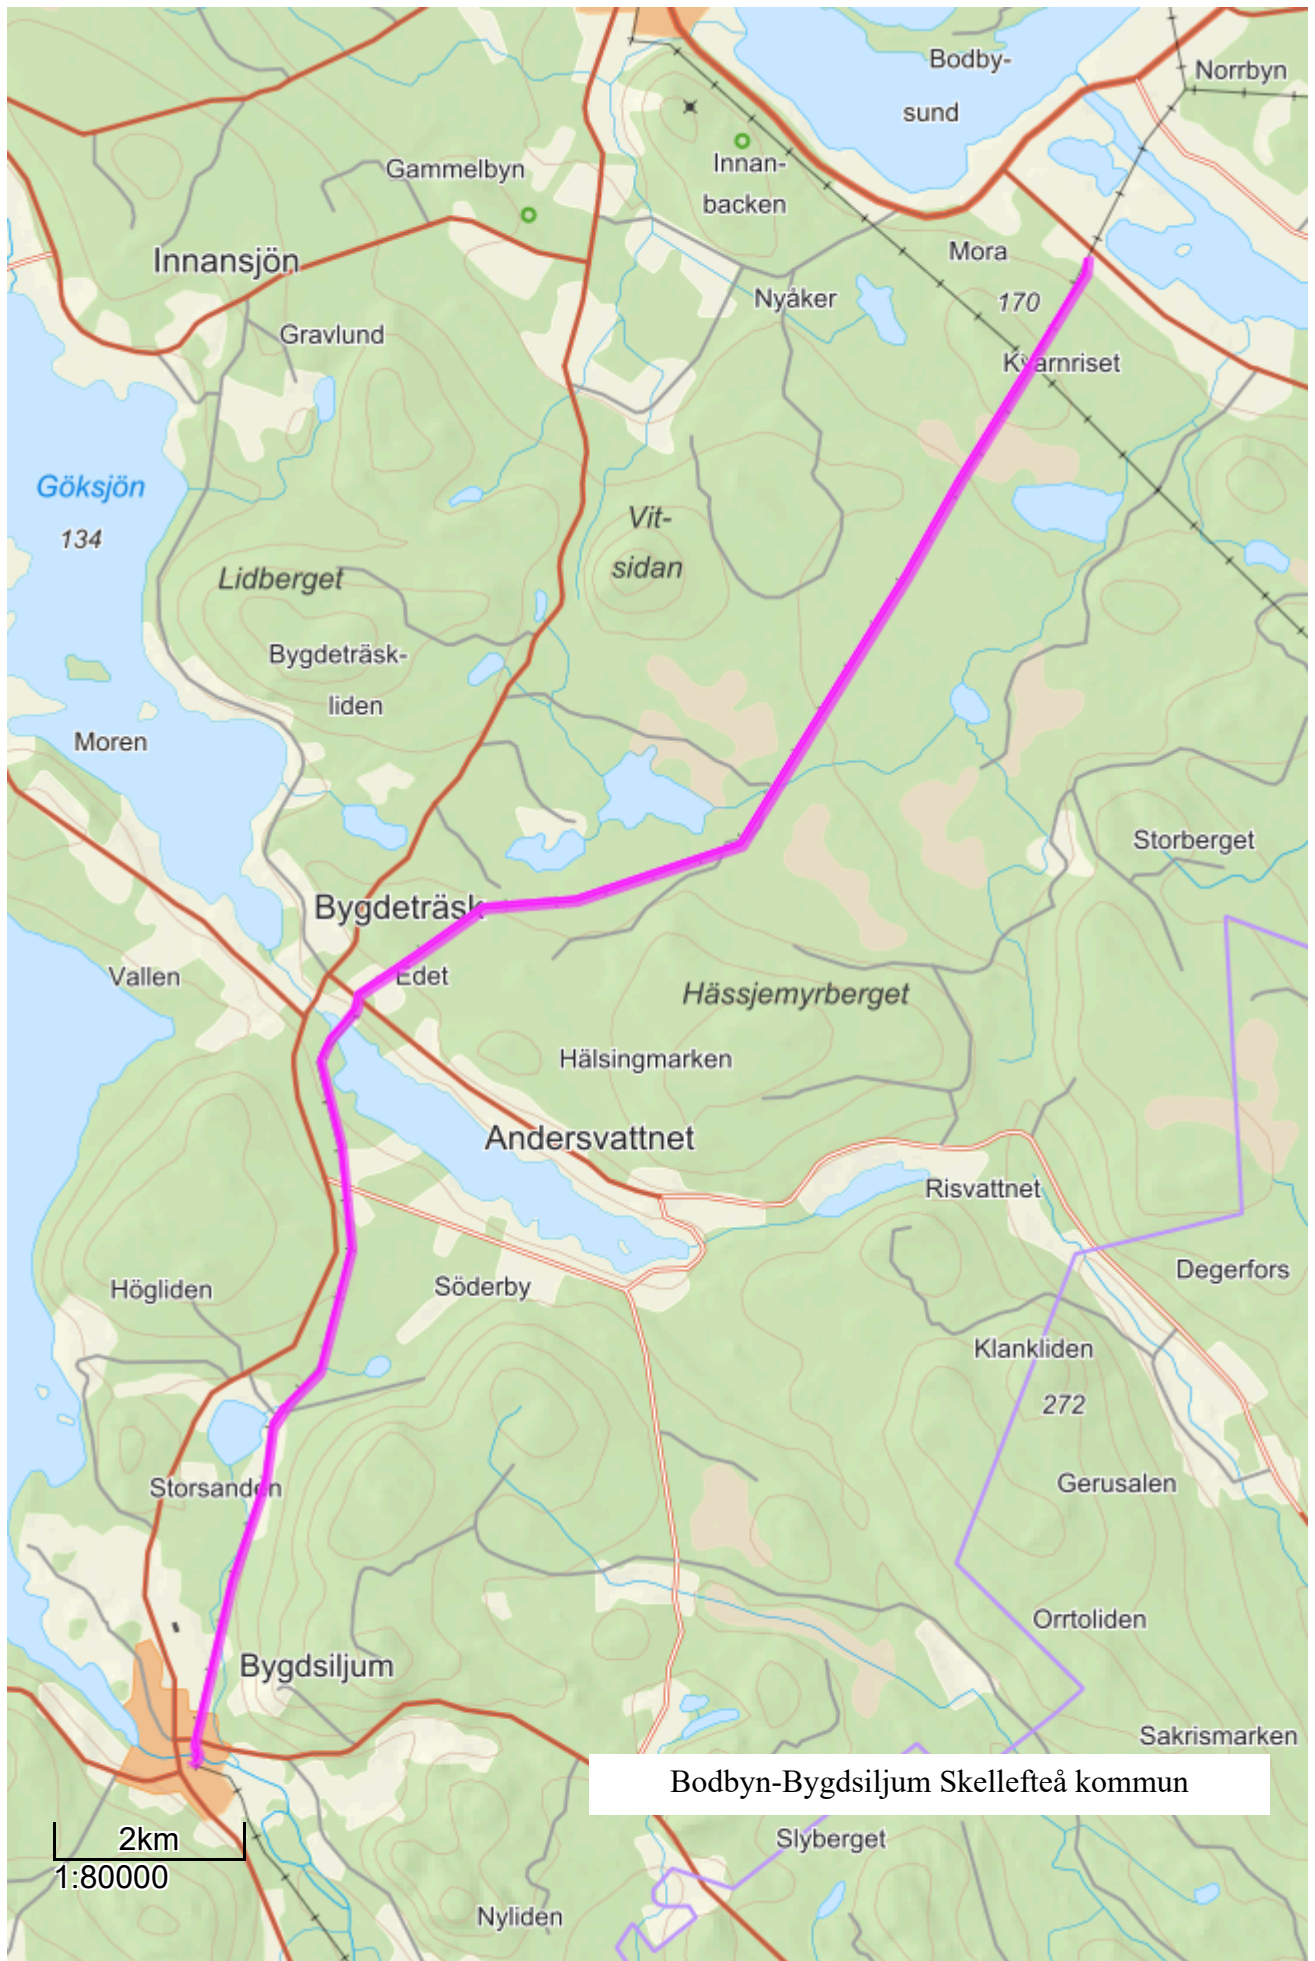 Bodby-
sund
Norrbyn
Gammelbyn
Innan-
backen
Innansjön
Mora
170
Nyåker
Gravlund
Kvarnriset
Göksjön
134
Vit-
sidan
Lidberget
Bygdeträsk-
liden
Moren
Storberget
Bygdeträsk
Vallen
Edet
Hässjemyrberget
Hälsingmarken
Andersvattnet
Risvattnet
Degerfors
Högliden
Söderby
Klankliden
272
Storsanden
Gerusalen
Orrtoliden
Bygdsiljum
Sakrismarken
Bodbyn-Bygdsiljum Skellefteå kommun
2km
1:80000
Slyberget
Nyliden